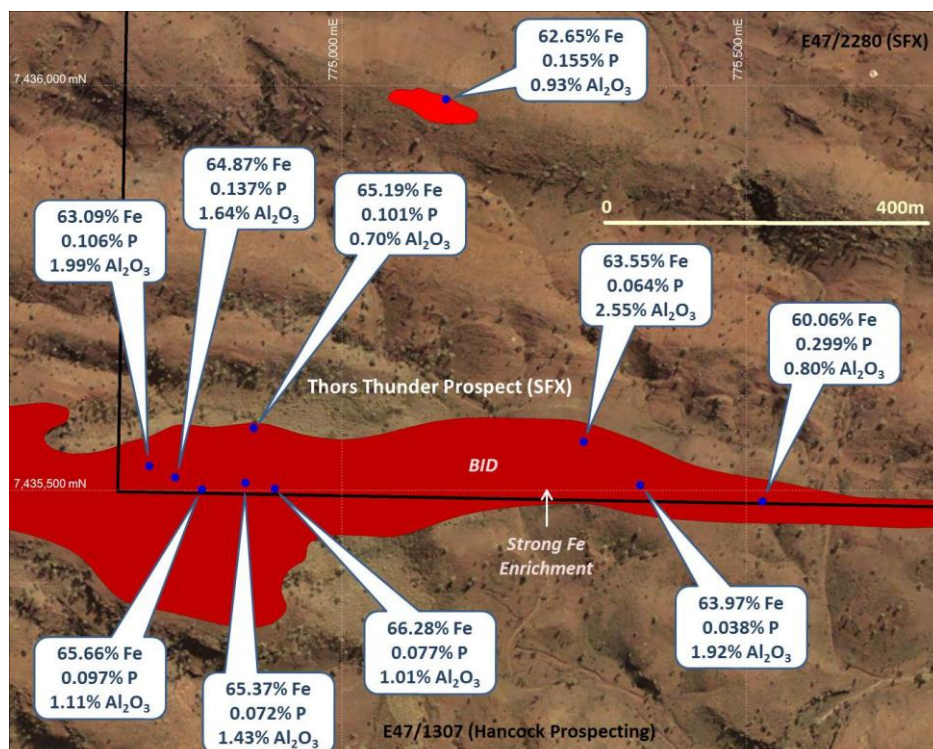 775,000 mE
775,500 mE
E47/2280 (SFX)
7,436,000 mN
62.65% Fe
0.155% P
0.93% Al₂O₃
64.87% Fe
0.137% P
1.64% Al₂O₃
65.19% Fe
0.101% P
0.70% Al₂O₃
0
400m
63.09% Fe
0.106% P
1.99% Al₂O₃
63.55% Fe
0.064% P
2.55% Al₂O₃
60.06% Fe
0.299% P
0.80% Al₂O₃
Thors Thunder Prospect (SFX)
BID
7,435,500 mN
Strong Fe
Enrichment
65.66% Fe
0.097% P
1.11% Al₂O₃
65.37% Fe
0.072% P
1.43% Al₂O₃
66.28% Fe
0.077% P
1.01% Al₂O₃
63.97% Fe
0.038% P
1.92% Al₂O₃
E47/1307 (Hancock Prospecting)